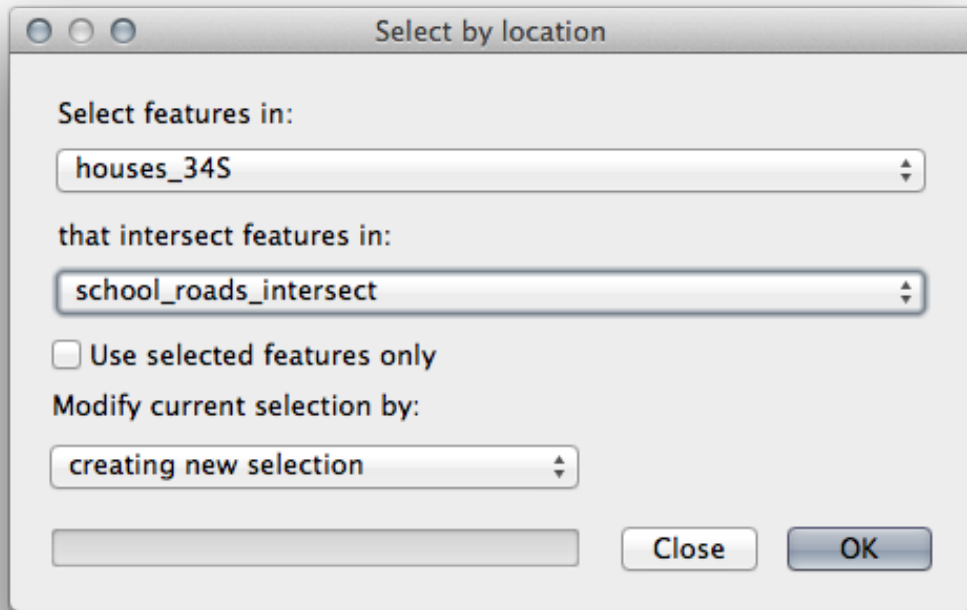 Select by location
Select features in:
houses_34S
that intersect features in:
school_roads_intersect
Use selected features only
Modify current selection by:
creating new selection
Close OK